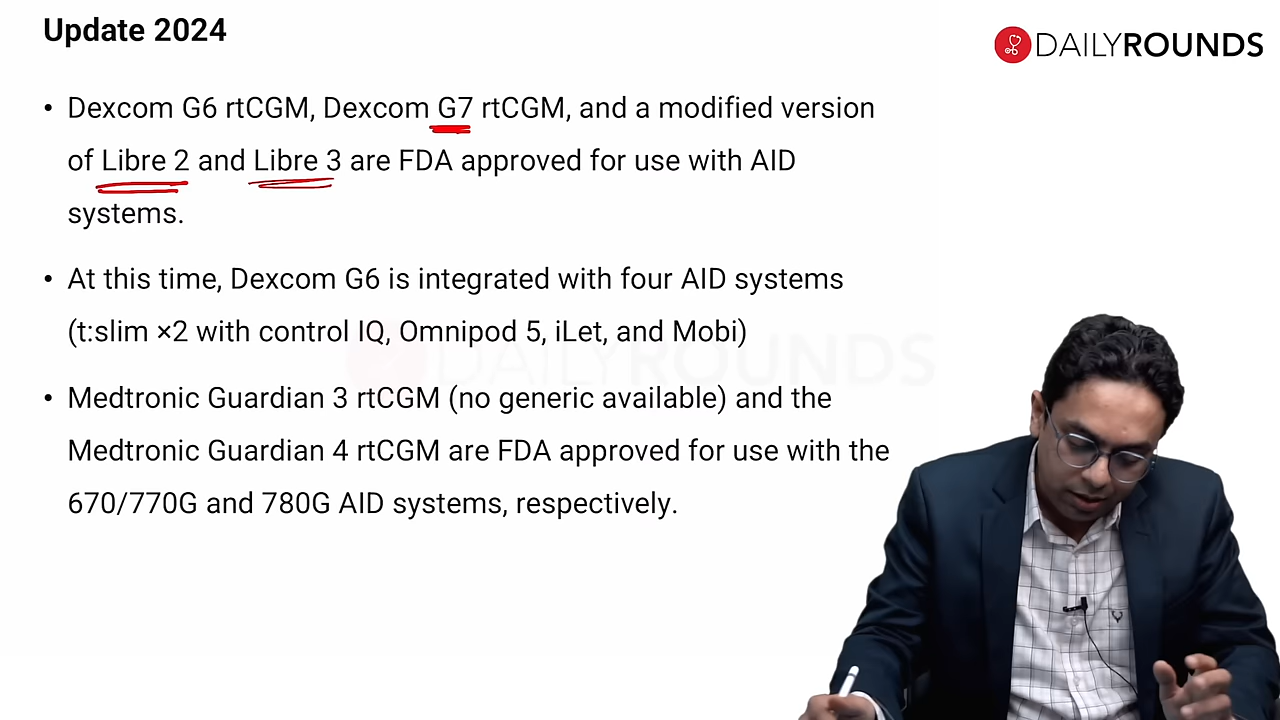 Update 2024
DAILYROUNDS
• Dexcom G6 rtCGM, Dexcom G7 rtCGM, and a modified version
of Libre 2 and Libre 3 are FDA approved for use with AID
systems.
• At this time, Dexcom G6 is integrated with four AID systems
(t:slim ×2 with control IQ, Omnipod 5, iLet, and Mobi)
DAILYROUNDS
• Medtronic Guardian 3 rtCGM (no generic available) and the
Medtronic Guardian 4 rtCGM are FDA approved for use with the
670/770G and 780G AID systems, respectively.